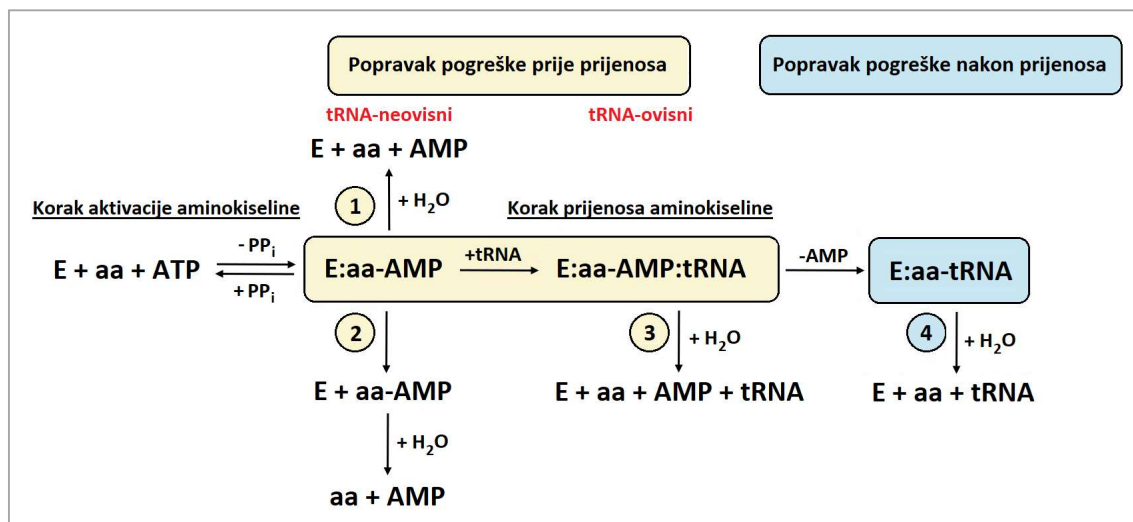 Popravak pogreške prije prijenosa
Popravak pogreške nakon prijenosa
tRNA-neovisni
tRNA-ovisni
E + aa + AMP
1
+ H₂O
Korak aktivacije aminokiseline
Korak prijenosa aminokiseline
E + aa + ATP
- PPᵢ
+ PPᵢ
E:aa-AMP
+tRNA
E:aa-AMP:tRNA
-AMP
E:aa-tRNA
2
3
+ H₂O
4
+ H₂O
E + aa-AMP
E + aa + AMP + tRNA
E + aa + tRNA
+ H₂O
aa + AMP